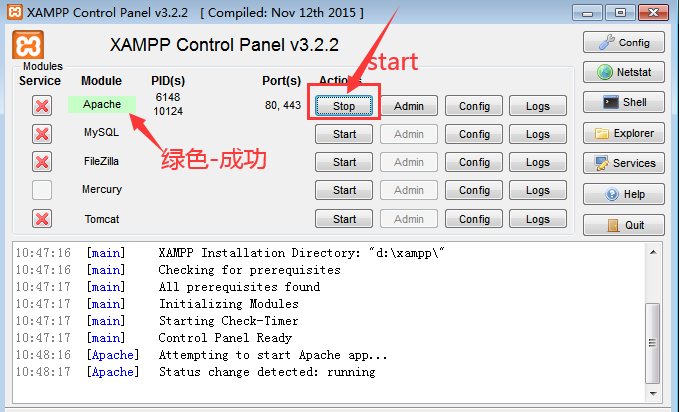 XAMPP Control Panel v3.2.2 [ Compiled: Nov 12th 2015 ]
XAMPP Control Panel v3.2.2
start
Config
Modules
Service Module PID(s) Port(s) Actions
Netstat
Apache 6148 10124 80, 443 Stop Admin Config Logs
Shell
MySQL Start Admin Config Logs
Explorer
绿色-成功
FileZilla Start Admin Config Logs
Services
Mercury Start Admin Config Logs
Help
Tomcat Start Admin Config Logs
Quit
10:47:16 [main] XAMPP Installation Directory: "d:\xampp\"
10:47:16 [main] Checking for prerequisites
10:47:17 [main] All prerequisites found
10:47:17 [main] Initializing Modules
10:47:17 [main] Starting Check-Timer
10:47:17 [main] Control Panel Ready
10:48:16 [Apache] Attempting to start Apache app...
10:48:17 [Apache] Status change detected: running